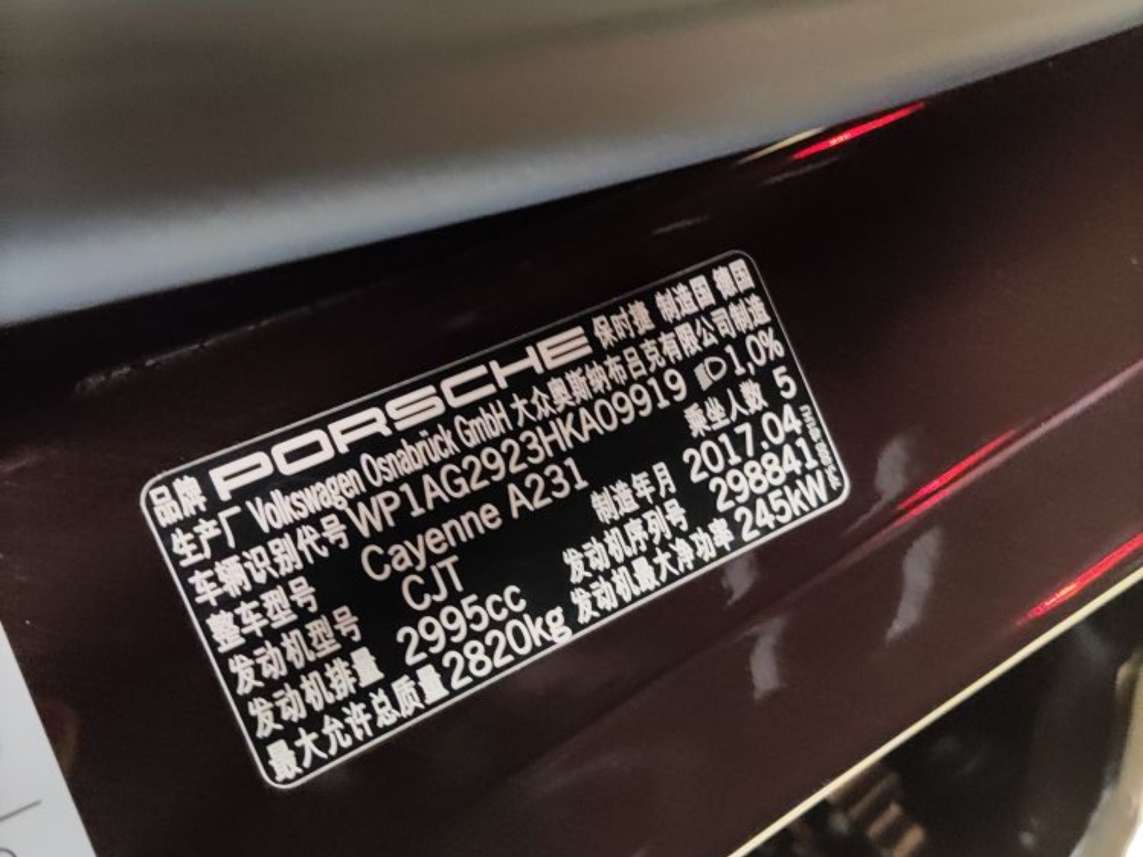 品牌 PORSCHE 保时捷 制造国 德国
生产厂 Volkswagen Osnabrück GmbH 大众奥斯纳布吕克有限公司制造
车辆识别代号 WP1AG2923HKA09919 1,0%
整车型号 Cayenne A231 乘坐人数 5
发动机型号 CJT 制造年月 2017.04
发动机排量 2995cc 发动机序列号 298841
最大允许总质量 2820kg 发动机最大净功率 245kW